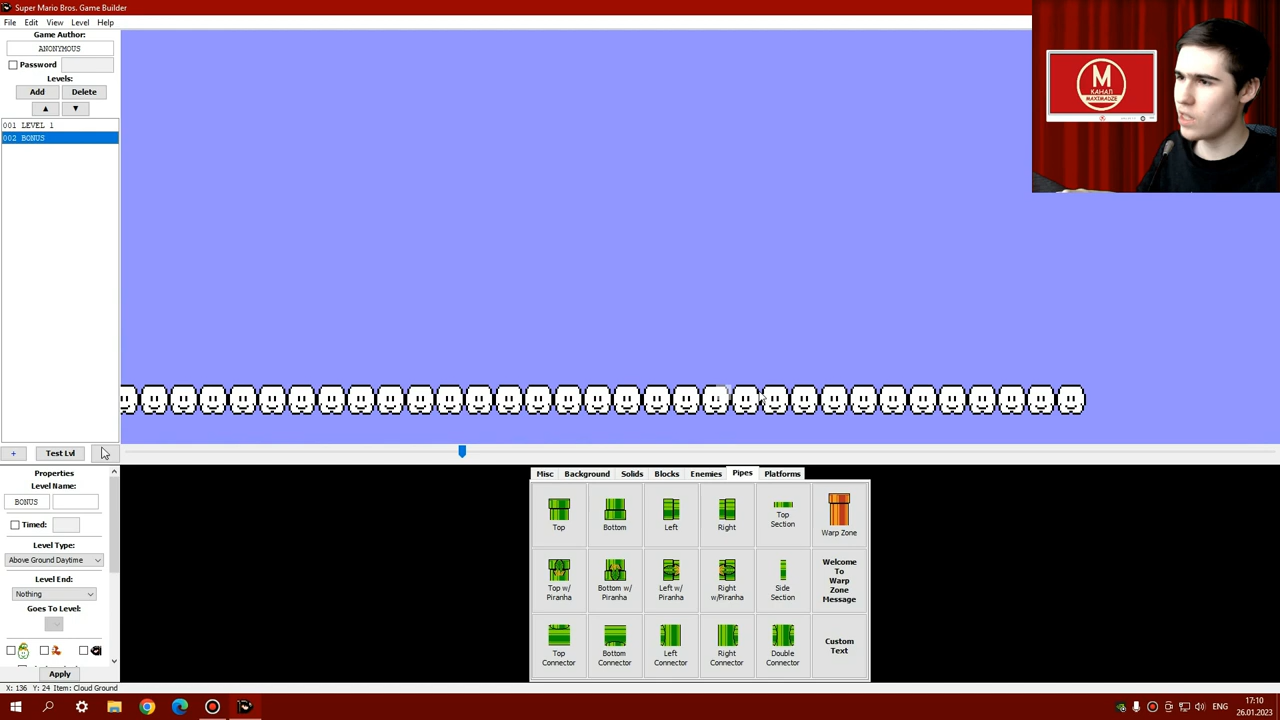 Super Mario Bros. Game Builder
File Edit View Level Help
Game Author:
ANONYMOUS
Password
Levels:
Add Delete
▲ ▼
001 LEVEL 1
002 BONUS
M
КАНАЛ
MAXIMADZE
+ Test Lvl
Properties
Level Name:
BONUS
Timed:
Level Type:
Above Ground Daytime
Level End:
Nothing
Goes To Level:
Apply
Misc Background Solids Blocks Enemies Pipes Platforms
Top Bottom Left Right Top Section Warp Zone
Top w/ Piranha Bottom w/ Piranha Left w/ Piranha Right w/Piranha Side Section Welcome To Warp Zone Message
Top Connector Bottom Connector Left Connector Right Connector Double Connector Custom Text
X: 136 Y: 24 Item: Cloud Ground
ENG
17:10
26.01.2023